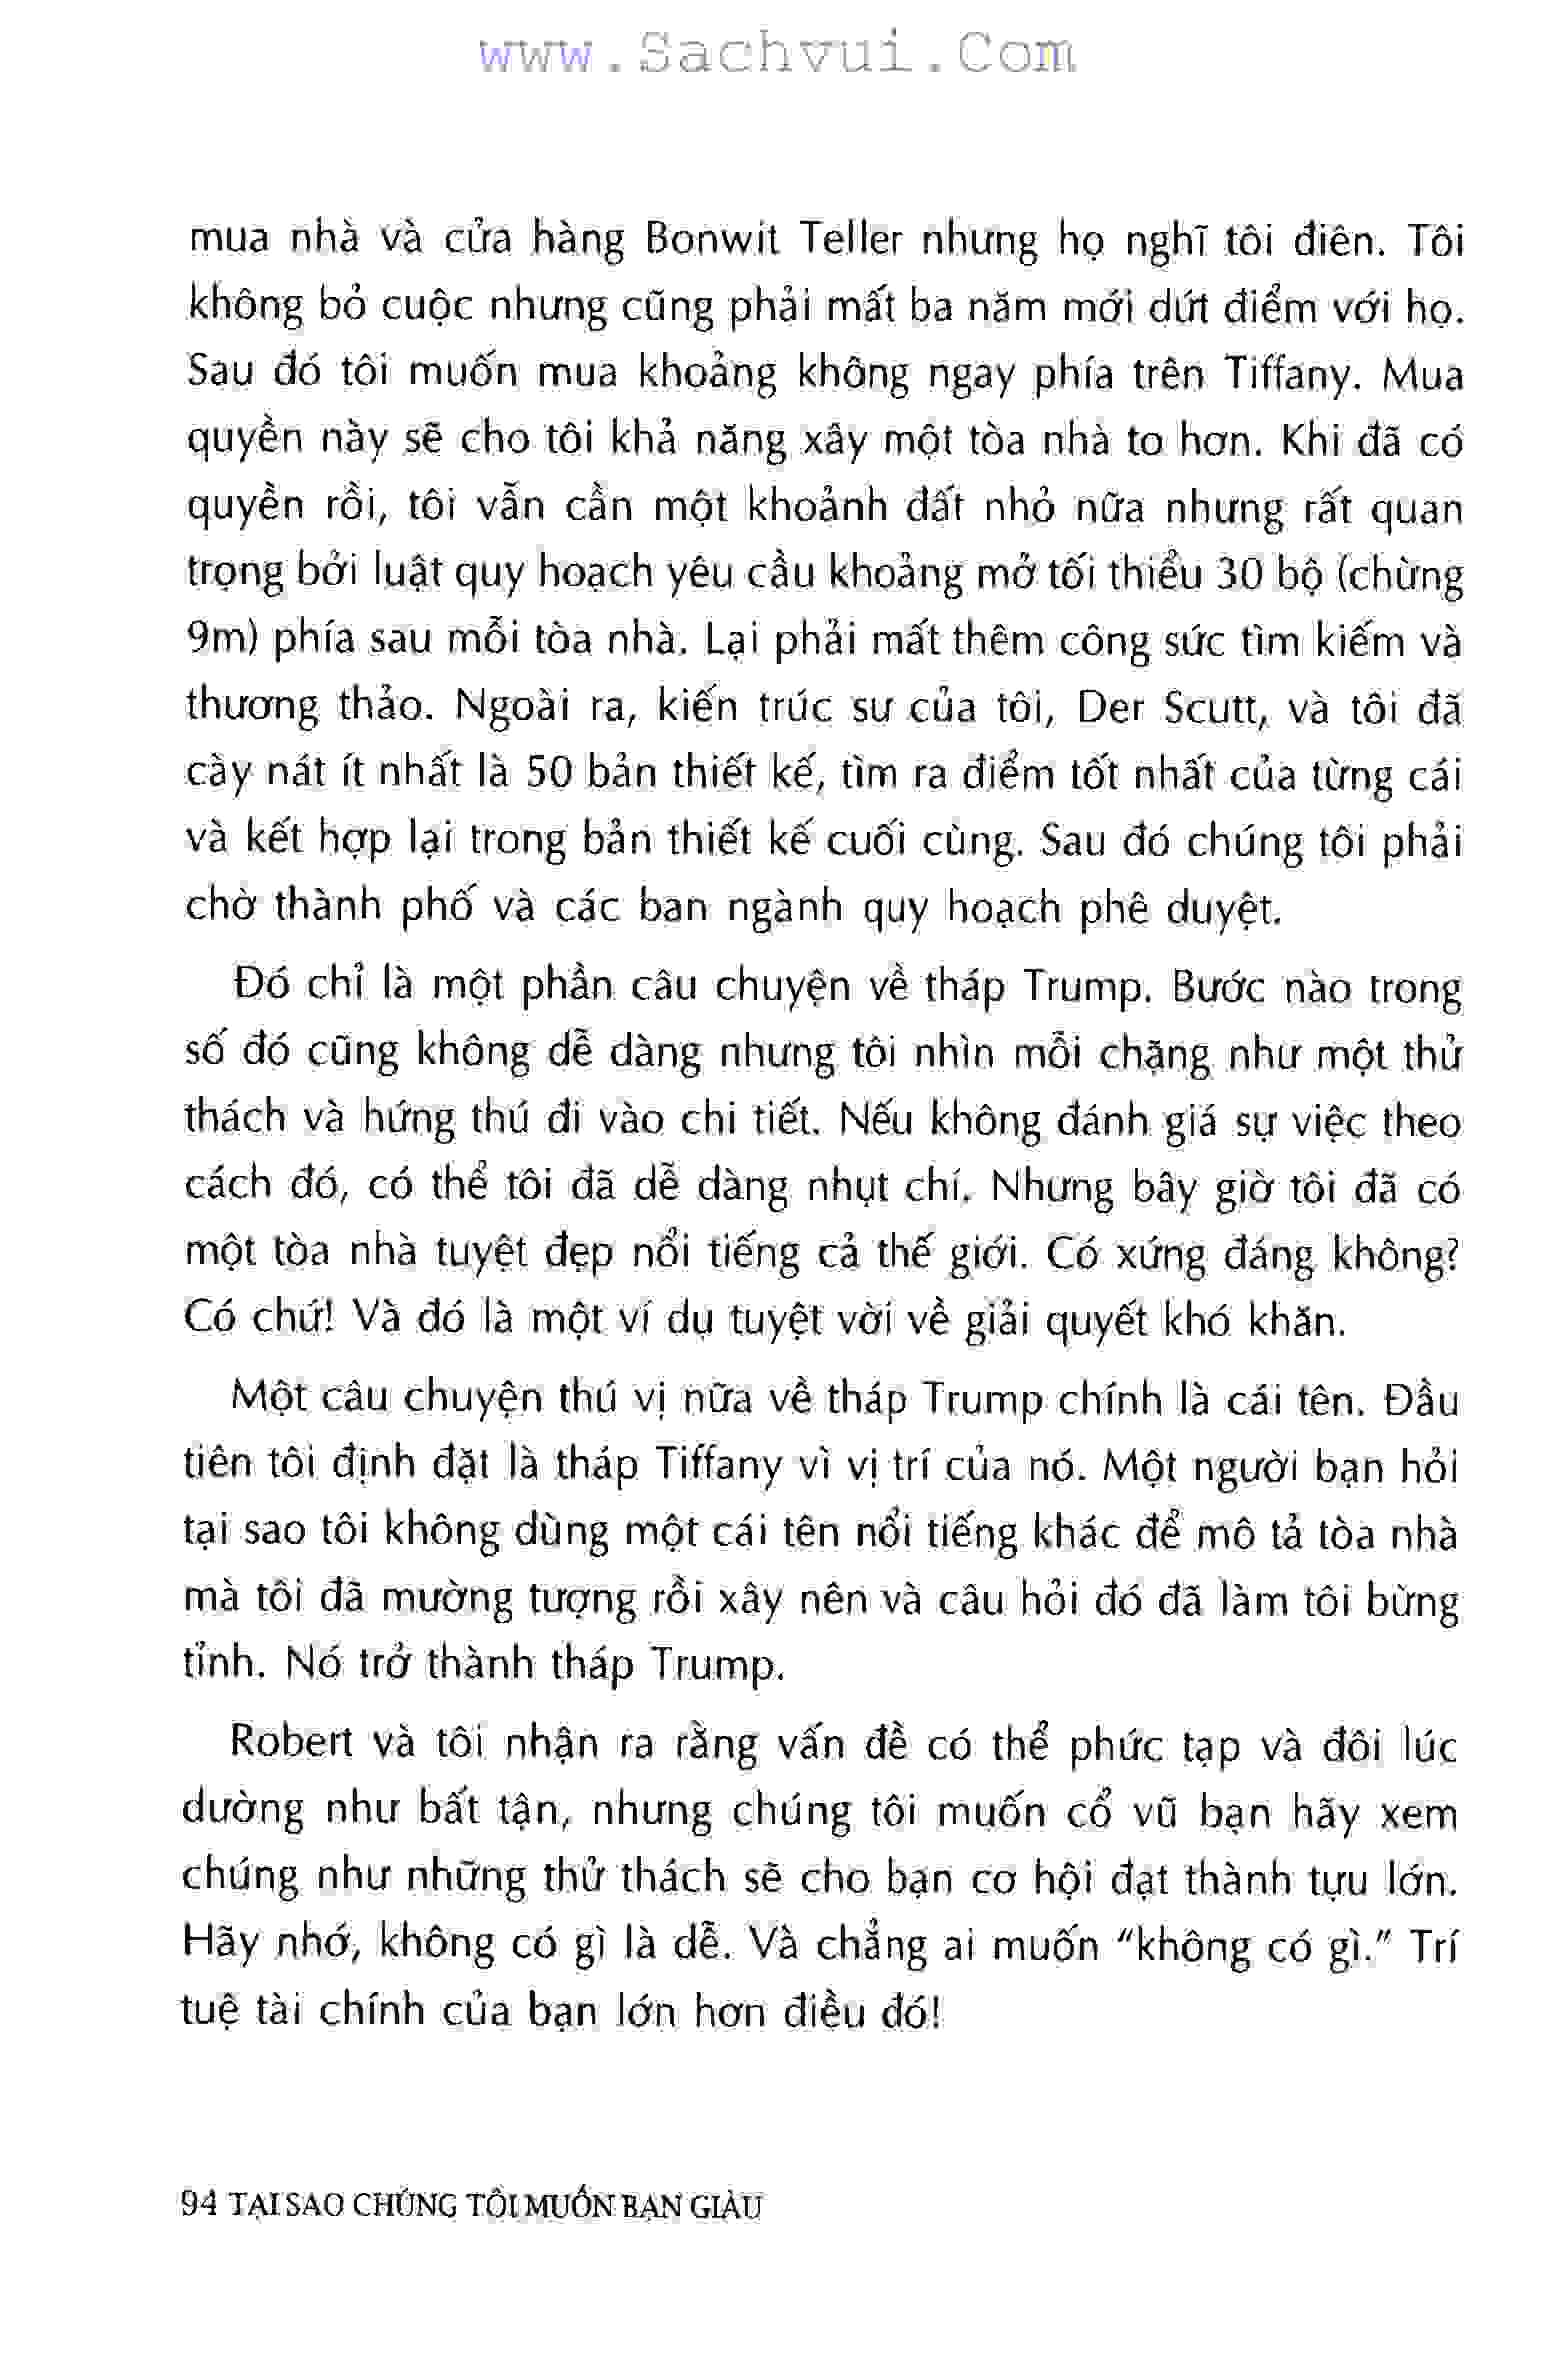 www.Sachvui.Com
mua nhà và cửa hàng Bonwit Teller nhưng họ nghĩ tôi điên. Tôi
không bỏ cuộc nhưng cũng phải mất ba năm mới dứt điểm với họ.
Sau đó tôi muốn mua khoảng không ngay phía trên Tiffany. Mua
quyền này sẽ cho tôi khả năng xây một tòa nhà to hơn. Khi đã có
quyền rồi, tôi vẫn cần một khoảnh đất nhỏ nữa nhưng rất quan
trọng bởi luật quy hoạch yêu cầu khoảng mở tối thiểu 30 bộ (chừng
9m) phía sau mỗi tòa nhà. Lại phải mất thêm công sức tìm kiếm và
thương thảo. Ngoài ra, kiến trúc sư của tôi, Der Scutt, và tôi đã
cày nát ít nhất là 50 bản thiết kế, tìm ra điểm tốt nhất của từng cái
và kết hợp lại trong bản thiết kế cuối cùng. Sau đó chúng tôi phải
chờ thành phố và các ban ngành quy hoạch phê duyệt.
Đó chỉ là một phần câu chuyện về tháp Trump. Bước nào trong
số đó cũng không dễ dàng nhưng tôi nhìn mỗi chặng như một thử
thách và hứng thú đi vào chi tiết. Nếu không đánh giá sự việc theo
cách đó, có thể tôi đã dễ dàng nhụt chí. Nhưng bây giờ tôi đã có
một tòa nhà tuyệt đẹp nổi tiếng cả thế giới. Có xứng đáng không?
Có chứ! Và đó là một ví dụ tuyệt vời về giải quyết khó khăn.
Một câu chuyện thú vị nữa về tháp Trump chính là cái tên. Đầu
tiên tôi định đặt là tháp Tiffany vì vị trí của nó. Một người bạn hỏi
tại sao tôi không dùng một cái tên nổi tiếng khác để mô tả tòa nhà
mà tôi đã mường tượng rồi xây nên và câu hỏi đó đã làm tôi bừng
tỉnh. Nó trở thành tháp Trump.
Robert và tôi nhận ra rằng vấn đề có thể phức tạp và đôi lúc
dường như bất tận, nhưng chúng tôi muốn cổ vũ bạn hãy xem
chúng như những thử thách sẽ cho bạn cơ hội đạt thành tựu lớn.
Hãy nhớ, không có gì là dễ. Và chẳng ai muốn "không có gì." Trí
tuệ tài chính của bạn lớn hơn điều đó!
94 TẠI SAO CHÚNG TÔI MUỐN BẠN GIÀU